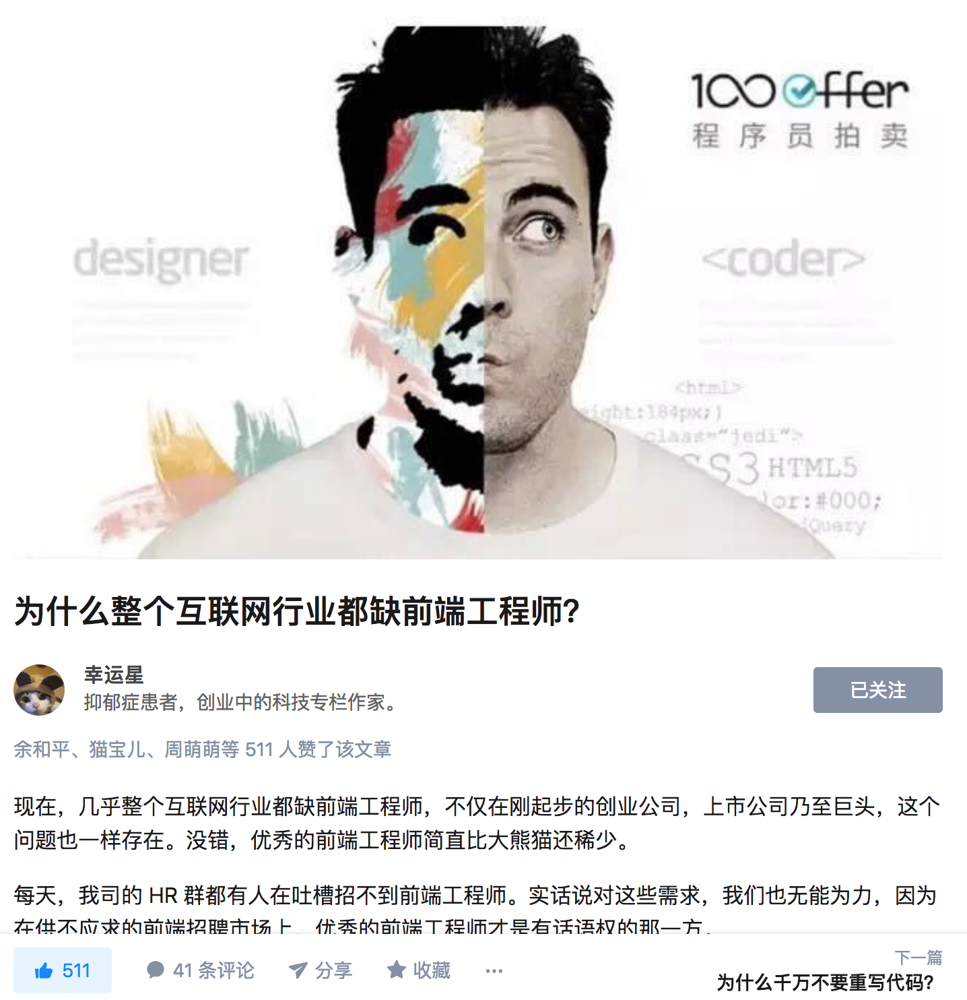 100 offer
程序员拍卖
designer
<coder>
<html>
ight:184px;}
class="jedi">
SS3 HTML5
lor:#000;
jQuery
为什么整个互联网行业都缺前端工程师?
幸运星
抑郁症患者，创业中的科技专栏作家。
已关注
余和平、猫宝儿、周萌萌等 511 人赞了该文章
现在，几乎整个互联网行业都缺前端工程师，不仅在刚起步的创业公司，上市公司乃至巨头，这个
问题也一样存在。没错，优秀的前端工程师简直比大熊猫还稀少。
每天，我司的 HR 群都有人在吐槽招不到前端工程师。实话说对这些需求，我们也无能为力，因为
在供不应求的前端招聘市场上，优秀的前端工程师才是有话语权的那一方。
511
41 条评论
分享
收藏
下一篇
为什么千万不要重写代码?